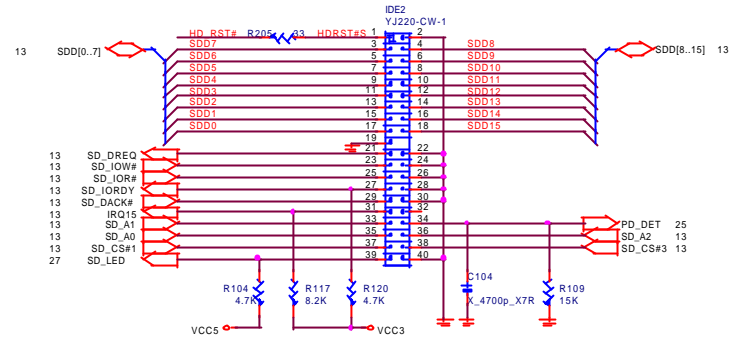 IDE2
YJ220-CW-1
HD_RST# R205 33 HDRST#S 1 2
13 SDD[0..7] SDD7 3 4 SDD8 SDD[8..15] 13
SDD6 5 6 SDD9
SDD5 7 8 SDD10
SDD4 9 10 SDD11
SDD3 11 12 SDD12
SDD2 13 14 SDD13
SDD1 15 16 SDD14
SDD0 17 18 SDD15
19
13 SD_DREQ 21 22
13 SD_IOW# 23 24
13 SD_IOR# 25 26
13 SD_IORDY 27 28
13 SD_DACK# 29 30
13 IRQ15 31 32
13 SD_A1 33 34 PD_DET 25
13 SD_A0 35 36 SD_A2 13
13 SD_CS#1 37 38 SD_CS#3 13
27 SD_LED 39 40
R104 R117 R120 C104 R109
4.7K 8.2K 4.7K X_4700p_X7R 15K
VCC5 VCC3